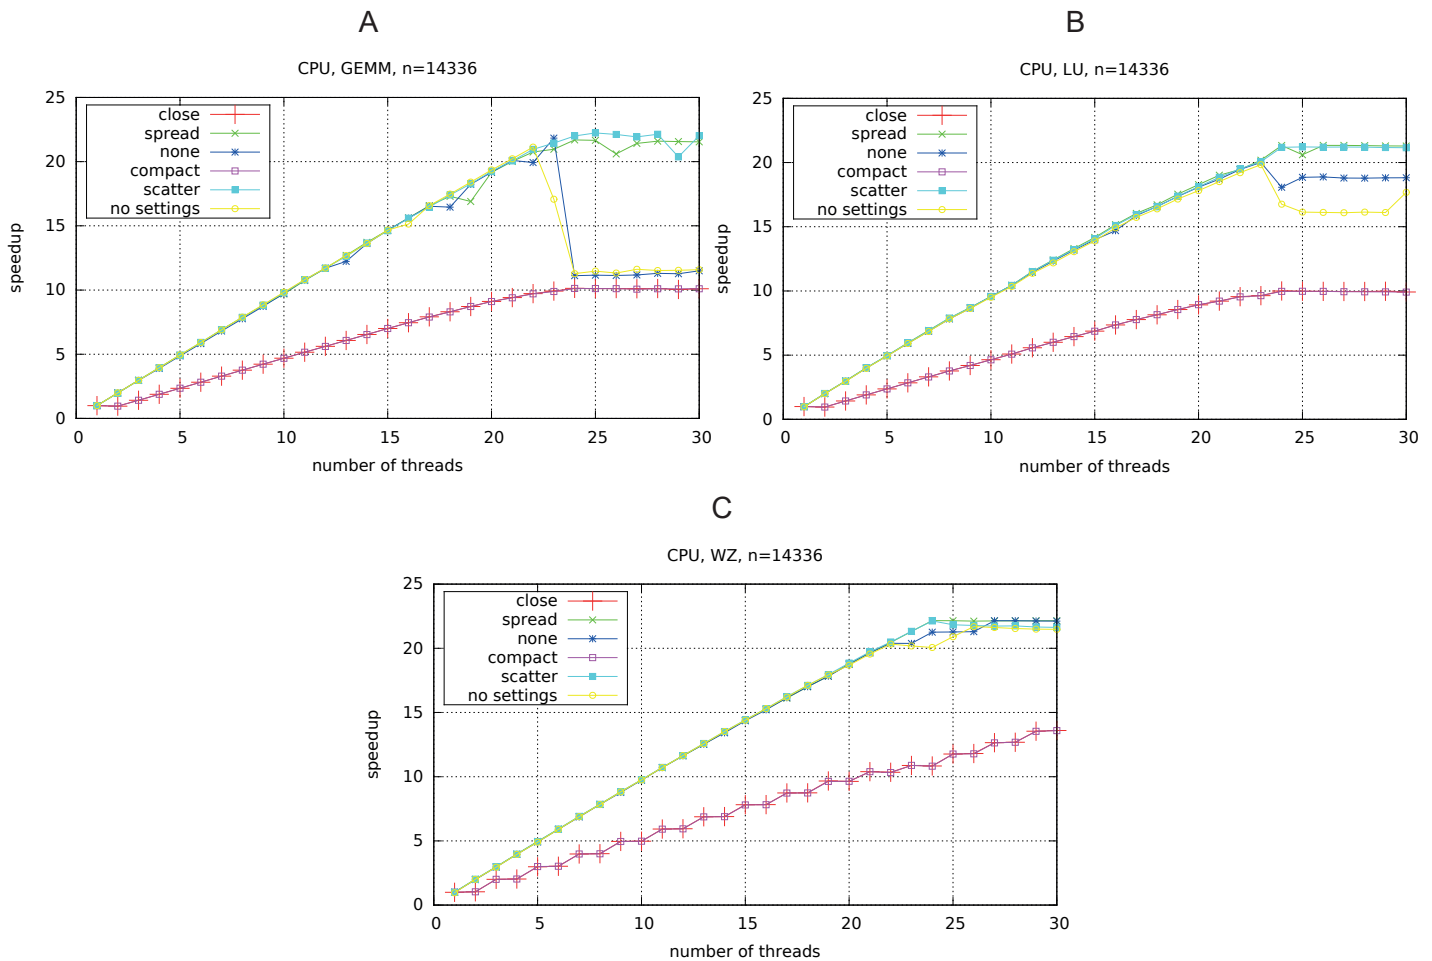 A
CPU, GEMM, n=14336
25
20
15
10
5
0
speedup
close
spread
none
compact
scatter
no settings
0 5 10 15 20 25 30
number of threads
B
CPU, LU, n=14336
25
20
15
10
5
0
speedup
close
spread
none
compact
scatter
no settings
0 5 10 15 20 25 30
number of threads
C
CPU, WZ, n=14336
25
20
15
10
5
0
speedup
close
spread
none
compact
scatter
no settings
0 5 10 15 20 25 30
number of threads